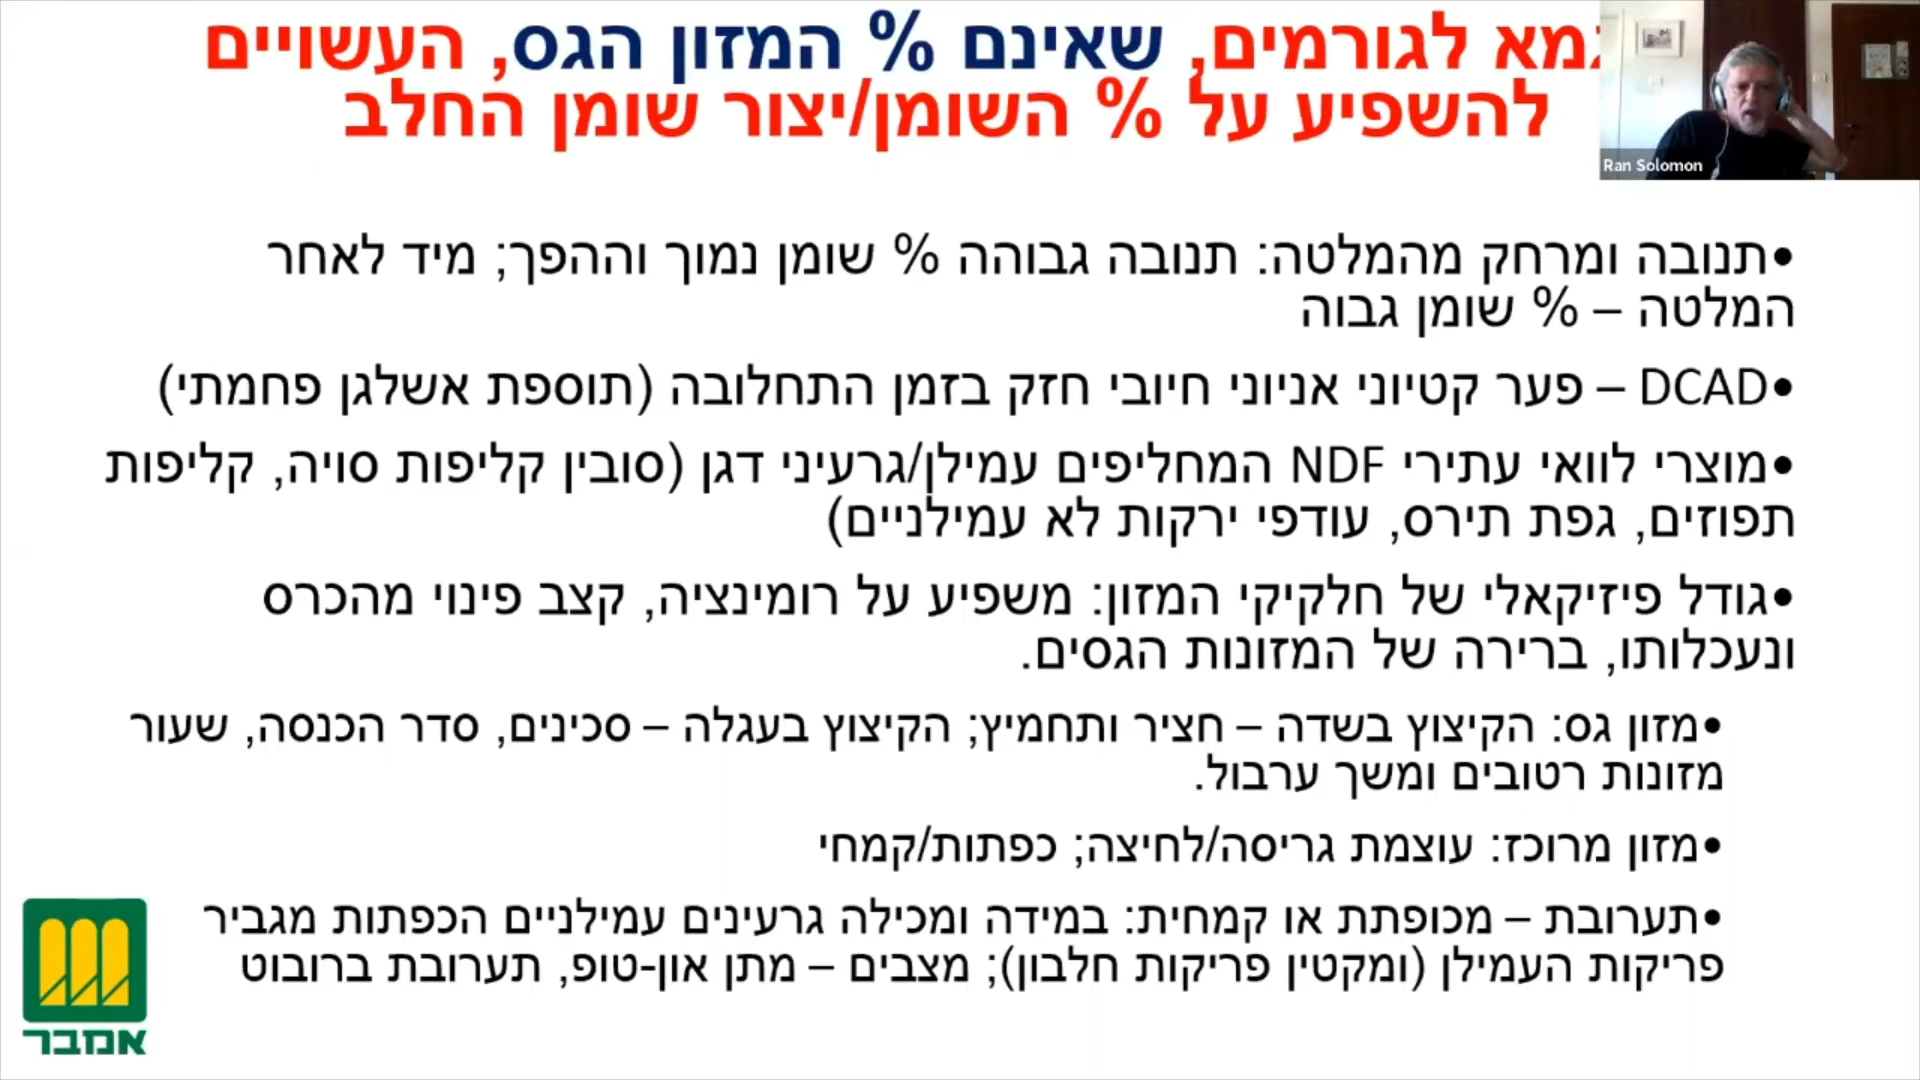 לגורמים, שאינם % המזון הגס, העשויים
להשפיע על % השומן/יצור שומן החלב
Ran Solomon
•תנובה ומרחק מהמלטה: תנובה גבוהה % שומן נמוך וההפך; מיד לאחר
המלטה – % שומן גבוה
•DCAD – פער קטיוני אניוני חיובי חזק בזמן התחלובה (תוספת אשלגן פחמתי)
•מוצרי לוואי עתירי NDF המחליפים עמילן/גרעיני דגן (סובין קליפות סויה, קליפות
תפוזים, גפת תירס, עודפי ירקות לא עמילניים)
•גודל פיזיקאלי של חלקיקי המזון: משפיע על רומינציה, קצב פינוי מהכרס
ונעכלותו, ברירה של המזונות הגסים.
•מזון גס: הקיצוץ בשדה – חציר ותחמיץ; הקיצוץ בעגלה – סכינים, סדר הכנסה, שעור
מזונות רטובים ומשך ערבול.
•מזון מרוכז: עוצמת גריסה/לחיצה; כפתות/קמחי
•תערובת – מכופתת או קמחית: במידה ומכילה גרעינים עמילניים הכפתות מגביר
פריקות העמילן (ומקטין פריקות חלבון); מצבים – מתן און-טופ, תערובת ברובוט
אמבר